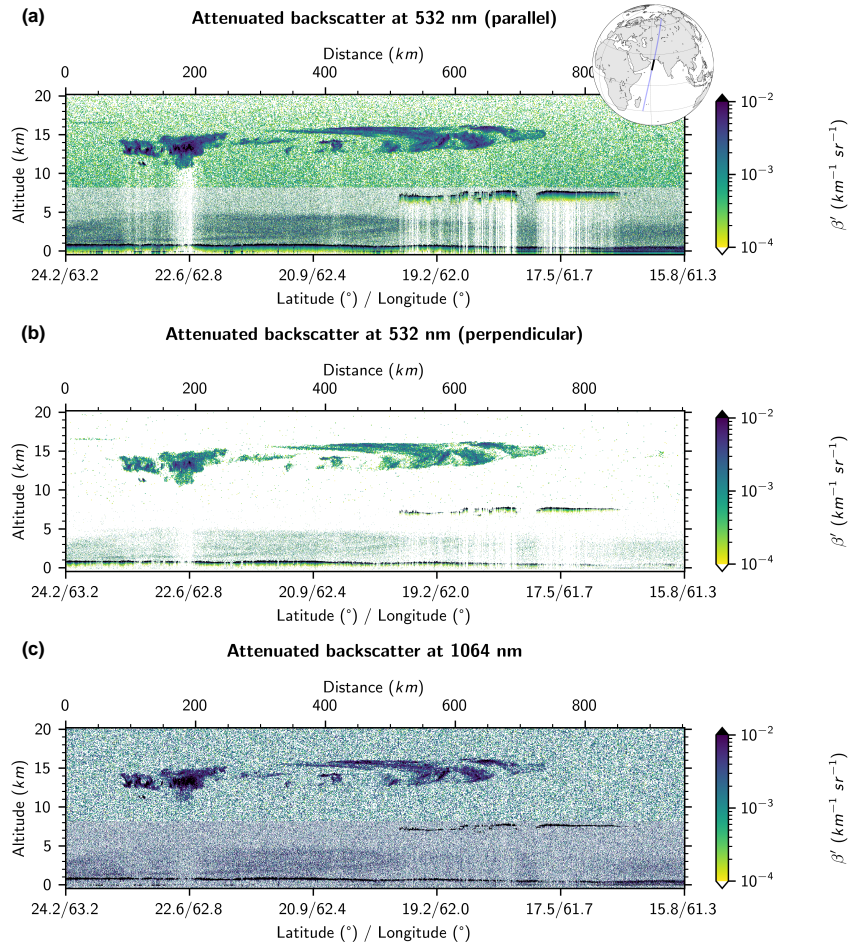 (a)
Attenuated backscatter at 532 nm (parallel)
Distance (km)
0 200 400 600 800
20
15
10
5
0
Altitude (km)
24.2/63.2 22.6/62.8 20.9/62.4 19.2/62.0 17.5/61.7 15.8/61.3
Latitude (°) / Longitude (°)
10⁻²
10⁻³
10⁻⁴
β′ (km⁻¹ sr⁻¹)
(b)
Attenuated backscatter at 532 nm (perpendicular)
Distance (km)
0 200 400 600 800
20
15
10
5
0
Altitude (km)
24.2/63.2 22.6/62.8 20.9/62.4 19.2/62.0 17.5/61.7 15.8/61.3
Latitude (°) / Longitude (°)
10⁻²
10⁻³
10⁻⁴
β′ (km⁻¹ sr⁻¹)
(c)
Attenuated backscatter at 1064 nm
Distance (km)
0 200 400 600 800
20
15
10
5
0
Altitude (km)
24.2/63.2 22.6/62.8 20.9/62.4 19.2/62.0 17.5/61.7 15.8/61.3
Latitude (°) / Longitude (°)
10⁻²
10⁻³
10⁻⁴
β′ (km⁻¹ sr⁻¹)